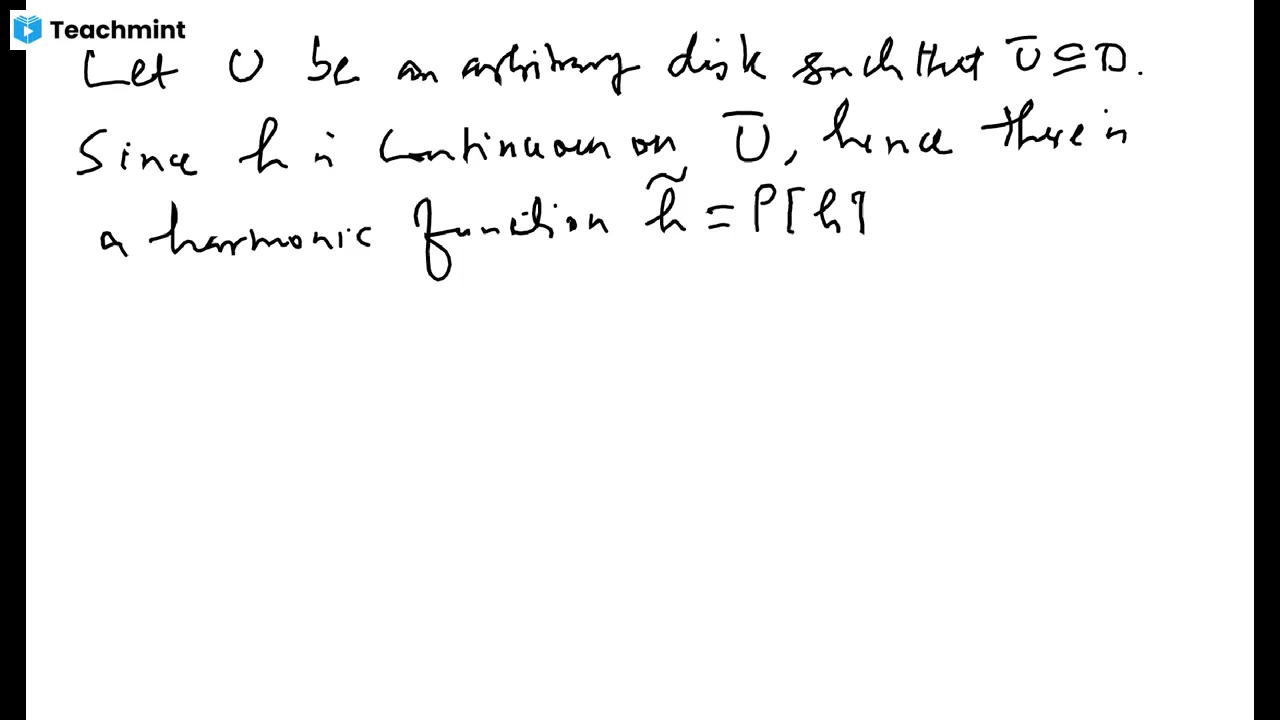 Teachmint
Let U be an arbitrary disk such that U̅ ⊆ D.
Since h is continuous on U̅, hence there is
a harmonic function h̃ = P[h]